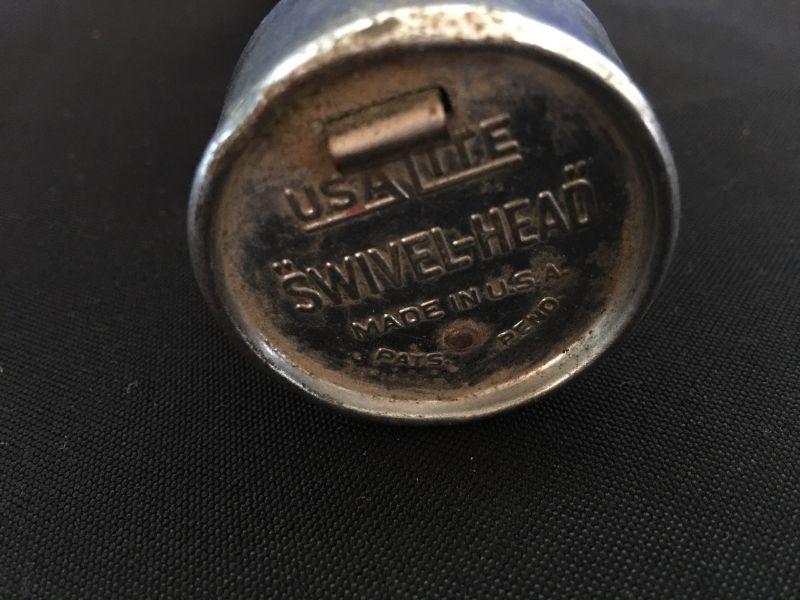 USALITE
"SWIVEL-HEAD"
MADE IN U.S.A.
PATS. PEND.